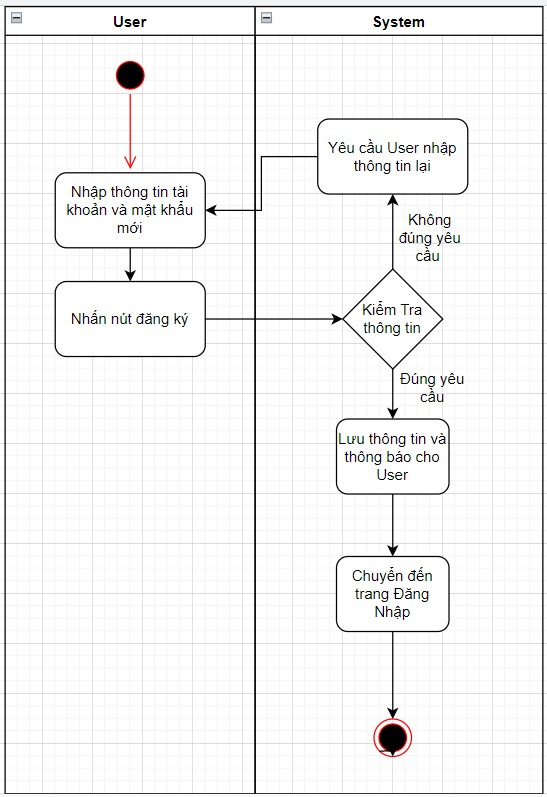 User
System
Yêu cầu User nhập
thông tin lại
Nhập thông tin tài
khoản và mật khẩu
mới
Không
đúng yêu
cầu
Nhấn nút đăng ký
Kiểm Tra
thông tin
Đúng yêu
cầu
Lưu thông tin và
thông báo cho
User
Chuyển đến
trang Đăng
Nhập